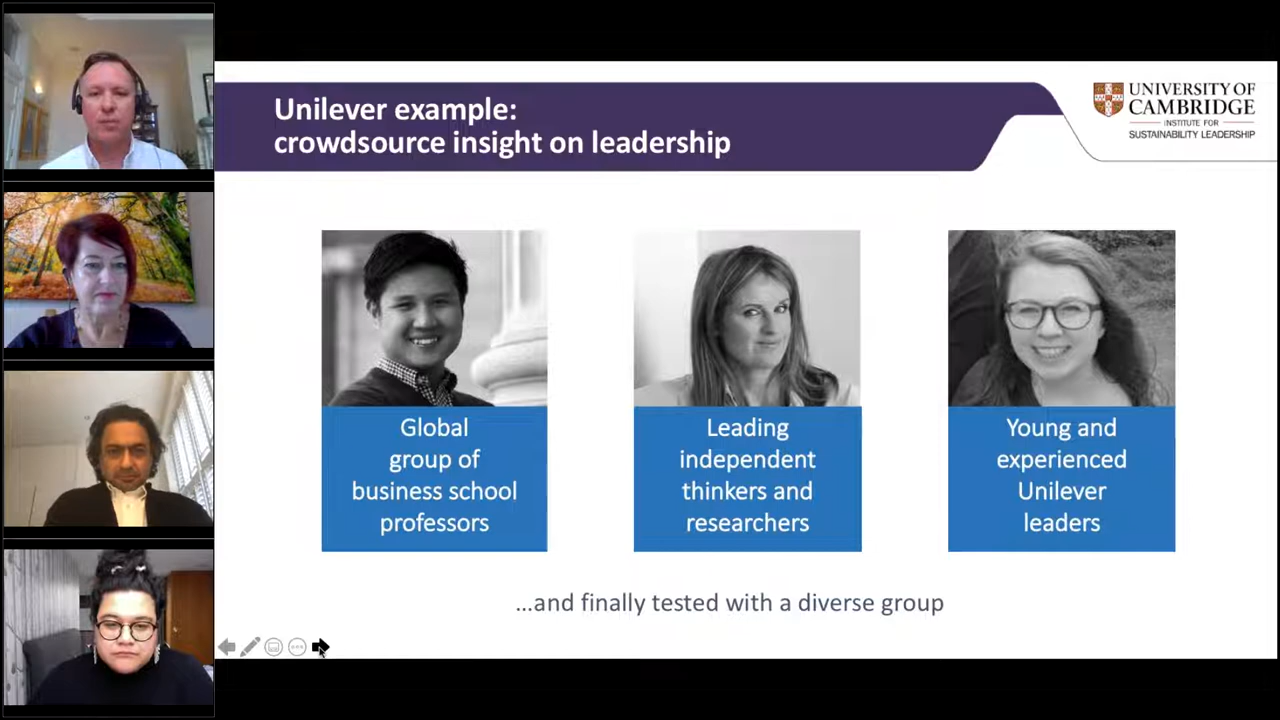 Unilever example:
crowdsource insight on leadership
UNIVERSITY OF
CAMBRIDGE
INSTITUTE FOR
SUSTAINABILITY LEADERSHIP
Global
group of
business school
professors
Leading
independent
thinkers and
researchers
Young and
experienced
Unilever
leaders
...and finally tested with a diverse group